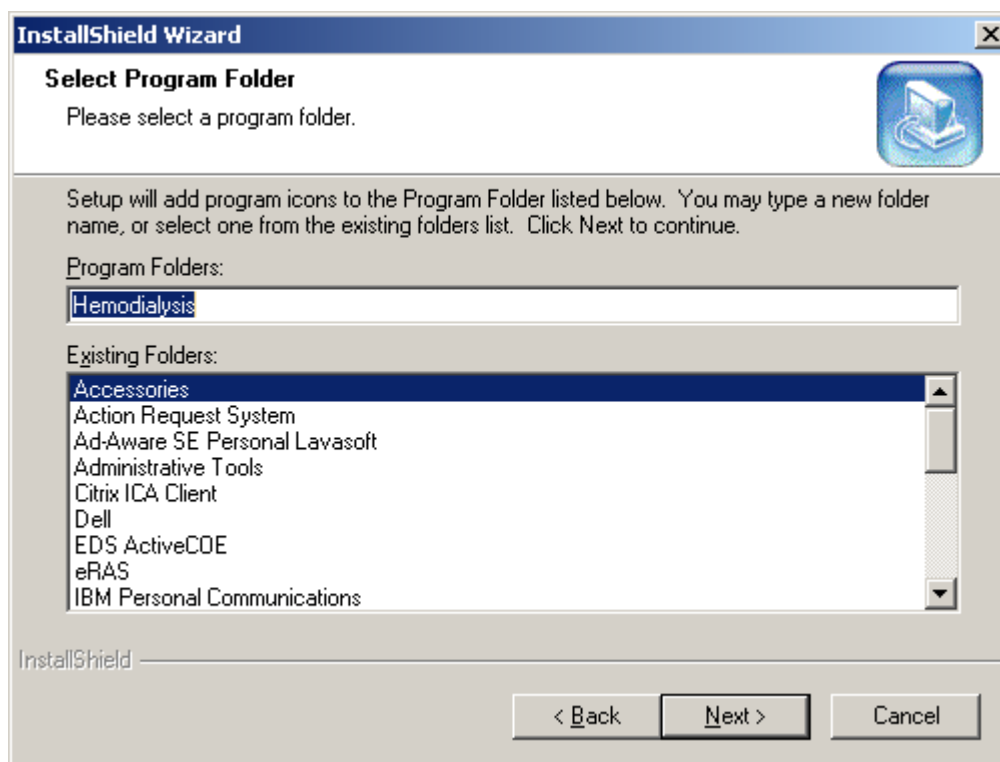 InstallShield Wizard
Select Program Folder
Please select a program folder.
Setup will add program icons to the Program Folder listed below.  You may type a new folder
name, or select one from the existing folders list.  Click Next to continue.
Program Folders:
Hemodialysis
Existing Folders:
Accessories
Action Request System
Ad-Aware SE Personal Lavasoft
Administrative Tools
Citrix ICA Client
Dell
EDS ActiveCOE
eRAS
IBM Personal Communications
InstallShield
< Back
Next >
Cancel